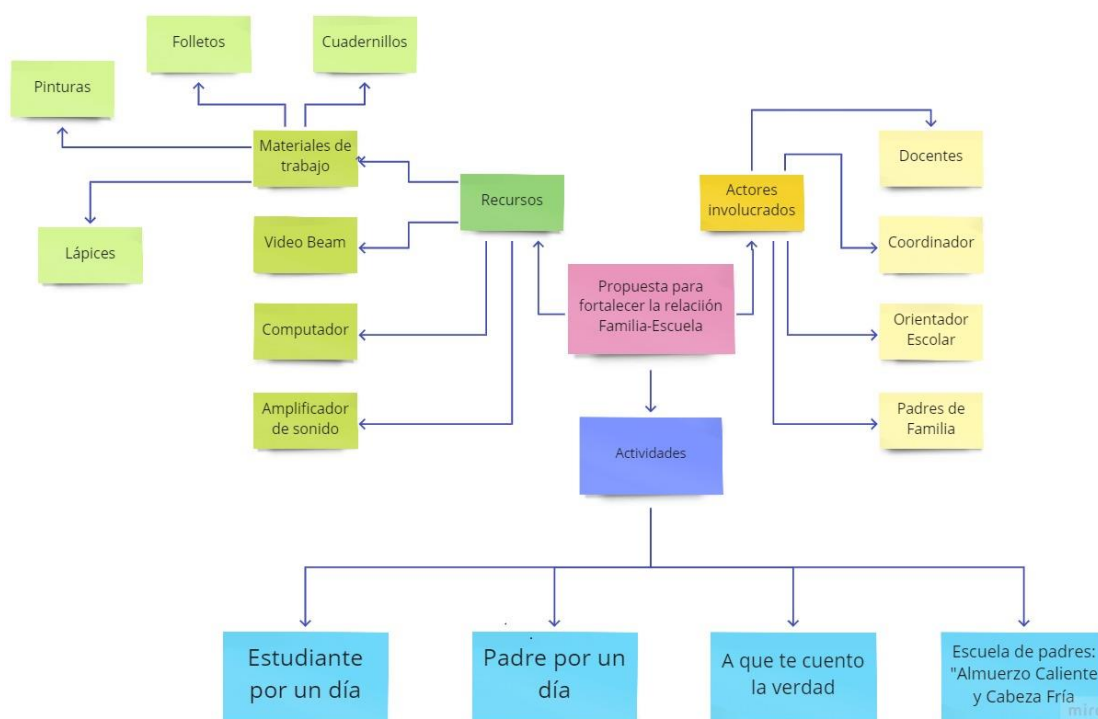 Folletos
Cuadernillos
Pinturas
Materiales de
trabajo
Lápices
Video Beam
Computador
Amplificador
de sonido
Recursos
Actores
involucrados
Docentes
Coordinador
Orientador
Escolar
Padres de
Familia
Propuesta para
fortalecer la relaciión
Familia-Escuela
Actividades
Estudiante
por un día
Padre por un
día
A que te cuento
la verdad
Escuela de padres:
"Almuerzo Caliente
y Cabeza Fría
miro